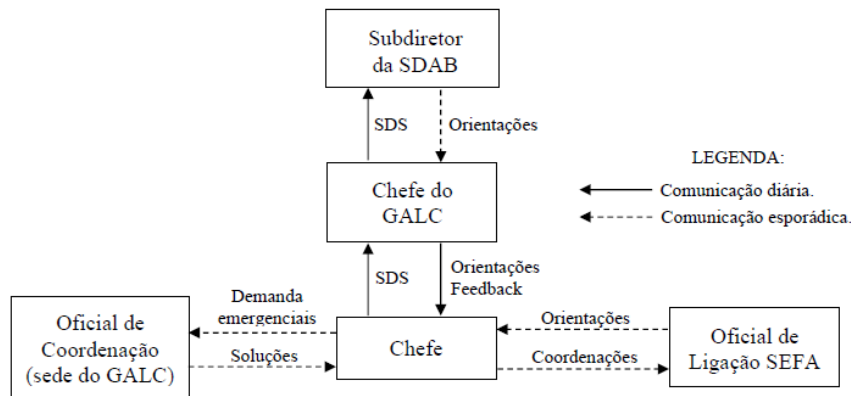 Subdiretor
da SDAB
SDS
Orientações
LEGENDA:
Comunicação diária.
Comunicação esporádica.
Chefe do
GALC
SDS
Orientações
Feedback
Demanda
emergenciais
Soluções
Oficial de
Coordenação
(sede do GALC)
Chefe
Orientações
Coordenações
Oficial de
Ligação SEFA